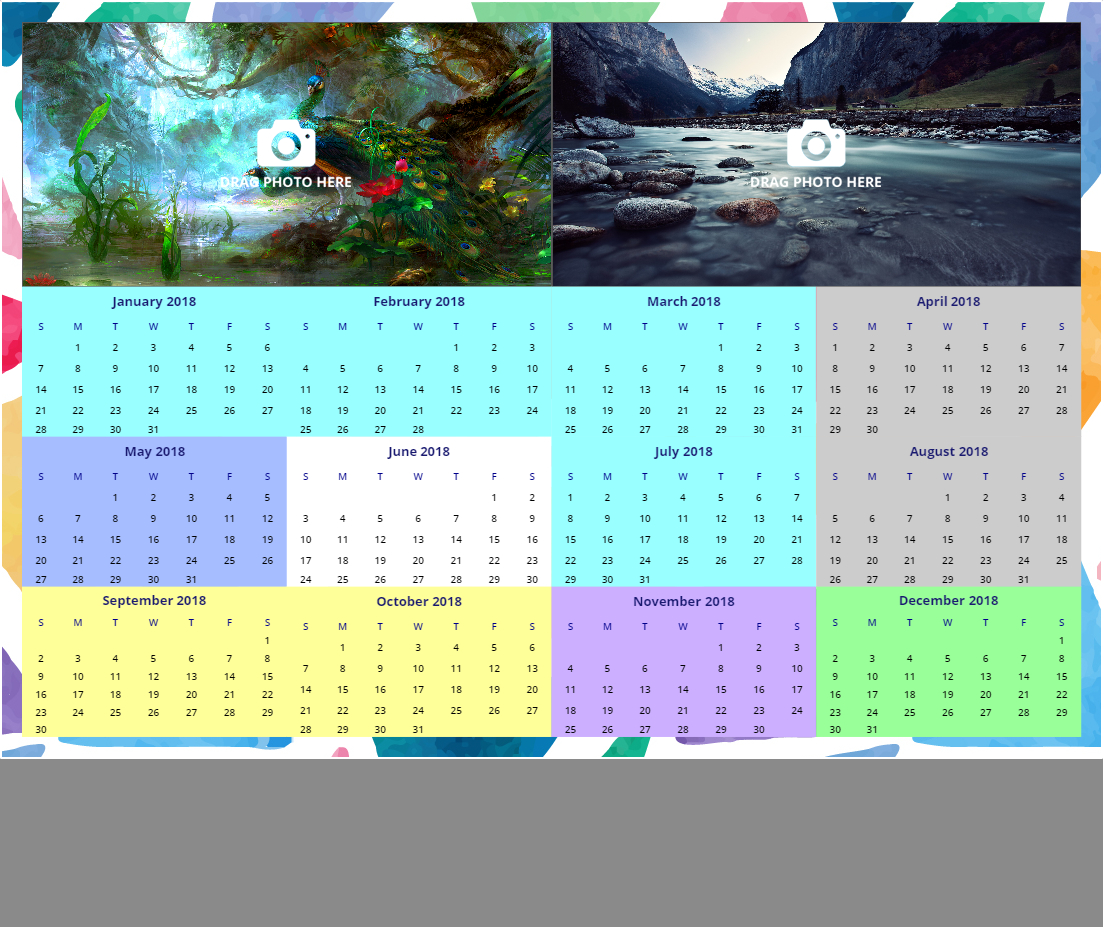 DRAG PHOTO HERE
DRAG PHOTO HERE
January 2018
S M T W T F S
1 2 3 4 5 6
7 8 9 10 11 12 13
14 15 16 17 18 19 20
21 22 23 24 25 26 27
28 29 30 31
February 2018
S M T W T F S
1 2 3
4 5 6 7 8 9 10
11 12 13 14 15 16 17
18 19 20 21 22 23 24
25 26 27 28
March 2018
S M T W T F S
1 2 3
4 5 6 7 8 9 10
11 12 13 14 15 16 17
18 19 20 21 22 23 24
25 26 27 28 29 30 31
April 2018
S M T W T F S
1 2 3 4 5 6 7
8 9 10 11 12 13 14
15 16 17 18 19 20 21
22 23 24 25 26 27 28
29 30
May 2018
S M T W T F S
1 2 3 4 5
6 7 8 9 10 11 12
13 14 15 16 17 18 19
20 21 22 23 24 25 26
27 28 29 30 31
June 2018
S M T W T F S
1 2
3 4 5 6 7 8 9
10 11 12 13 14 15 16
17 18 19 20 21 22 23
24 25 26 27 28 29 30
July 2018
S M T W T F S
1 2 3 4 5 6 7
8 9 10 11 12 13 14
15 16 17 18 19 20 21
22 23 24 25 26 27 28
29 30 31
August 2018
S M T W T F S
1 2 3 4
5 6 7 8 9 10 11
12 13 14 15 16 17 18
19 20 21 22 23 24 25
26 27 28 29 30 31
September 2018
S M T W T F S
1
2 3 4 5 6 7 8
9 10 11 12 13 14 15
16 17 18 19 20 21 22
23 24 25 26 27 28 29
30
October 2018
S M T W T F S
1 2 3 4 5 6
7 8 9 10 11 12 13
14 15 16 17 18 19 20
21 22 23 24 25 26 27
28 29 30 31
November 2018
S M T W T F S
1 2 3
4 5 6 7 8 9 10
11 12 13 14 15 16 17
18 19 20 21 22 23 24
25 26 27 28 29 30
December 2018
S M T W T F S
1
2 3 4 5 6 7 8
9 10 11 12 13 14 15
16 17 18 19 20 21 22
23 24 25 26 27 28 29
30 31